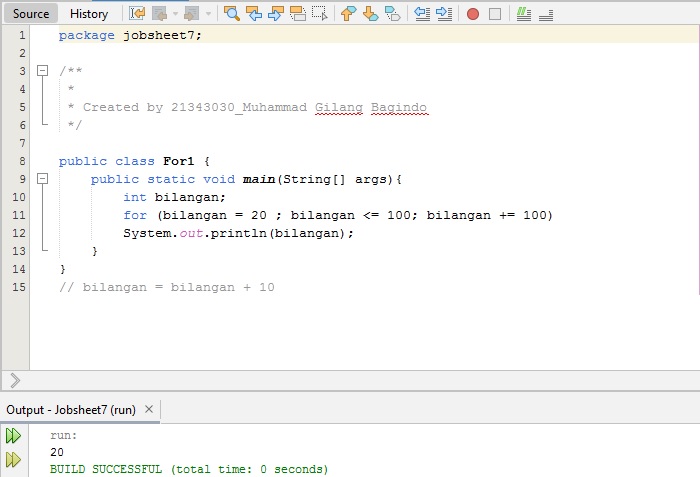 Source History
1 package jobsheet7;
2
3 /**
4 *
5 * Created by 21343030_Muhammad Gilang Bagindo
6 */
7
8 public class For1 {
9 public static void main(String[] args){
10 int bilangan;
11 for (bilangan = 20 ; bilangan <= 100; bilangan += 100)
12 System.out.println(bilangan);
13 }
14 }
15 // bilangan = bilangan + 10
Output - Jobsheet7 (run) ×
run:
20
BUILD SUCCESSFUL (total time: 0 seconds)